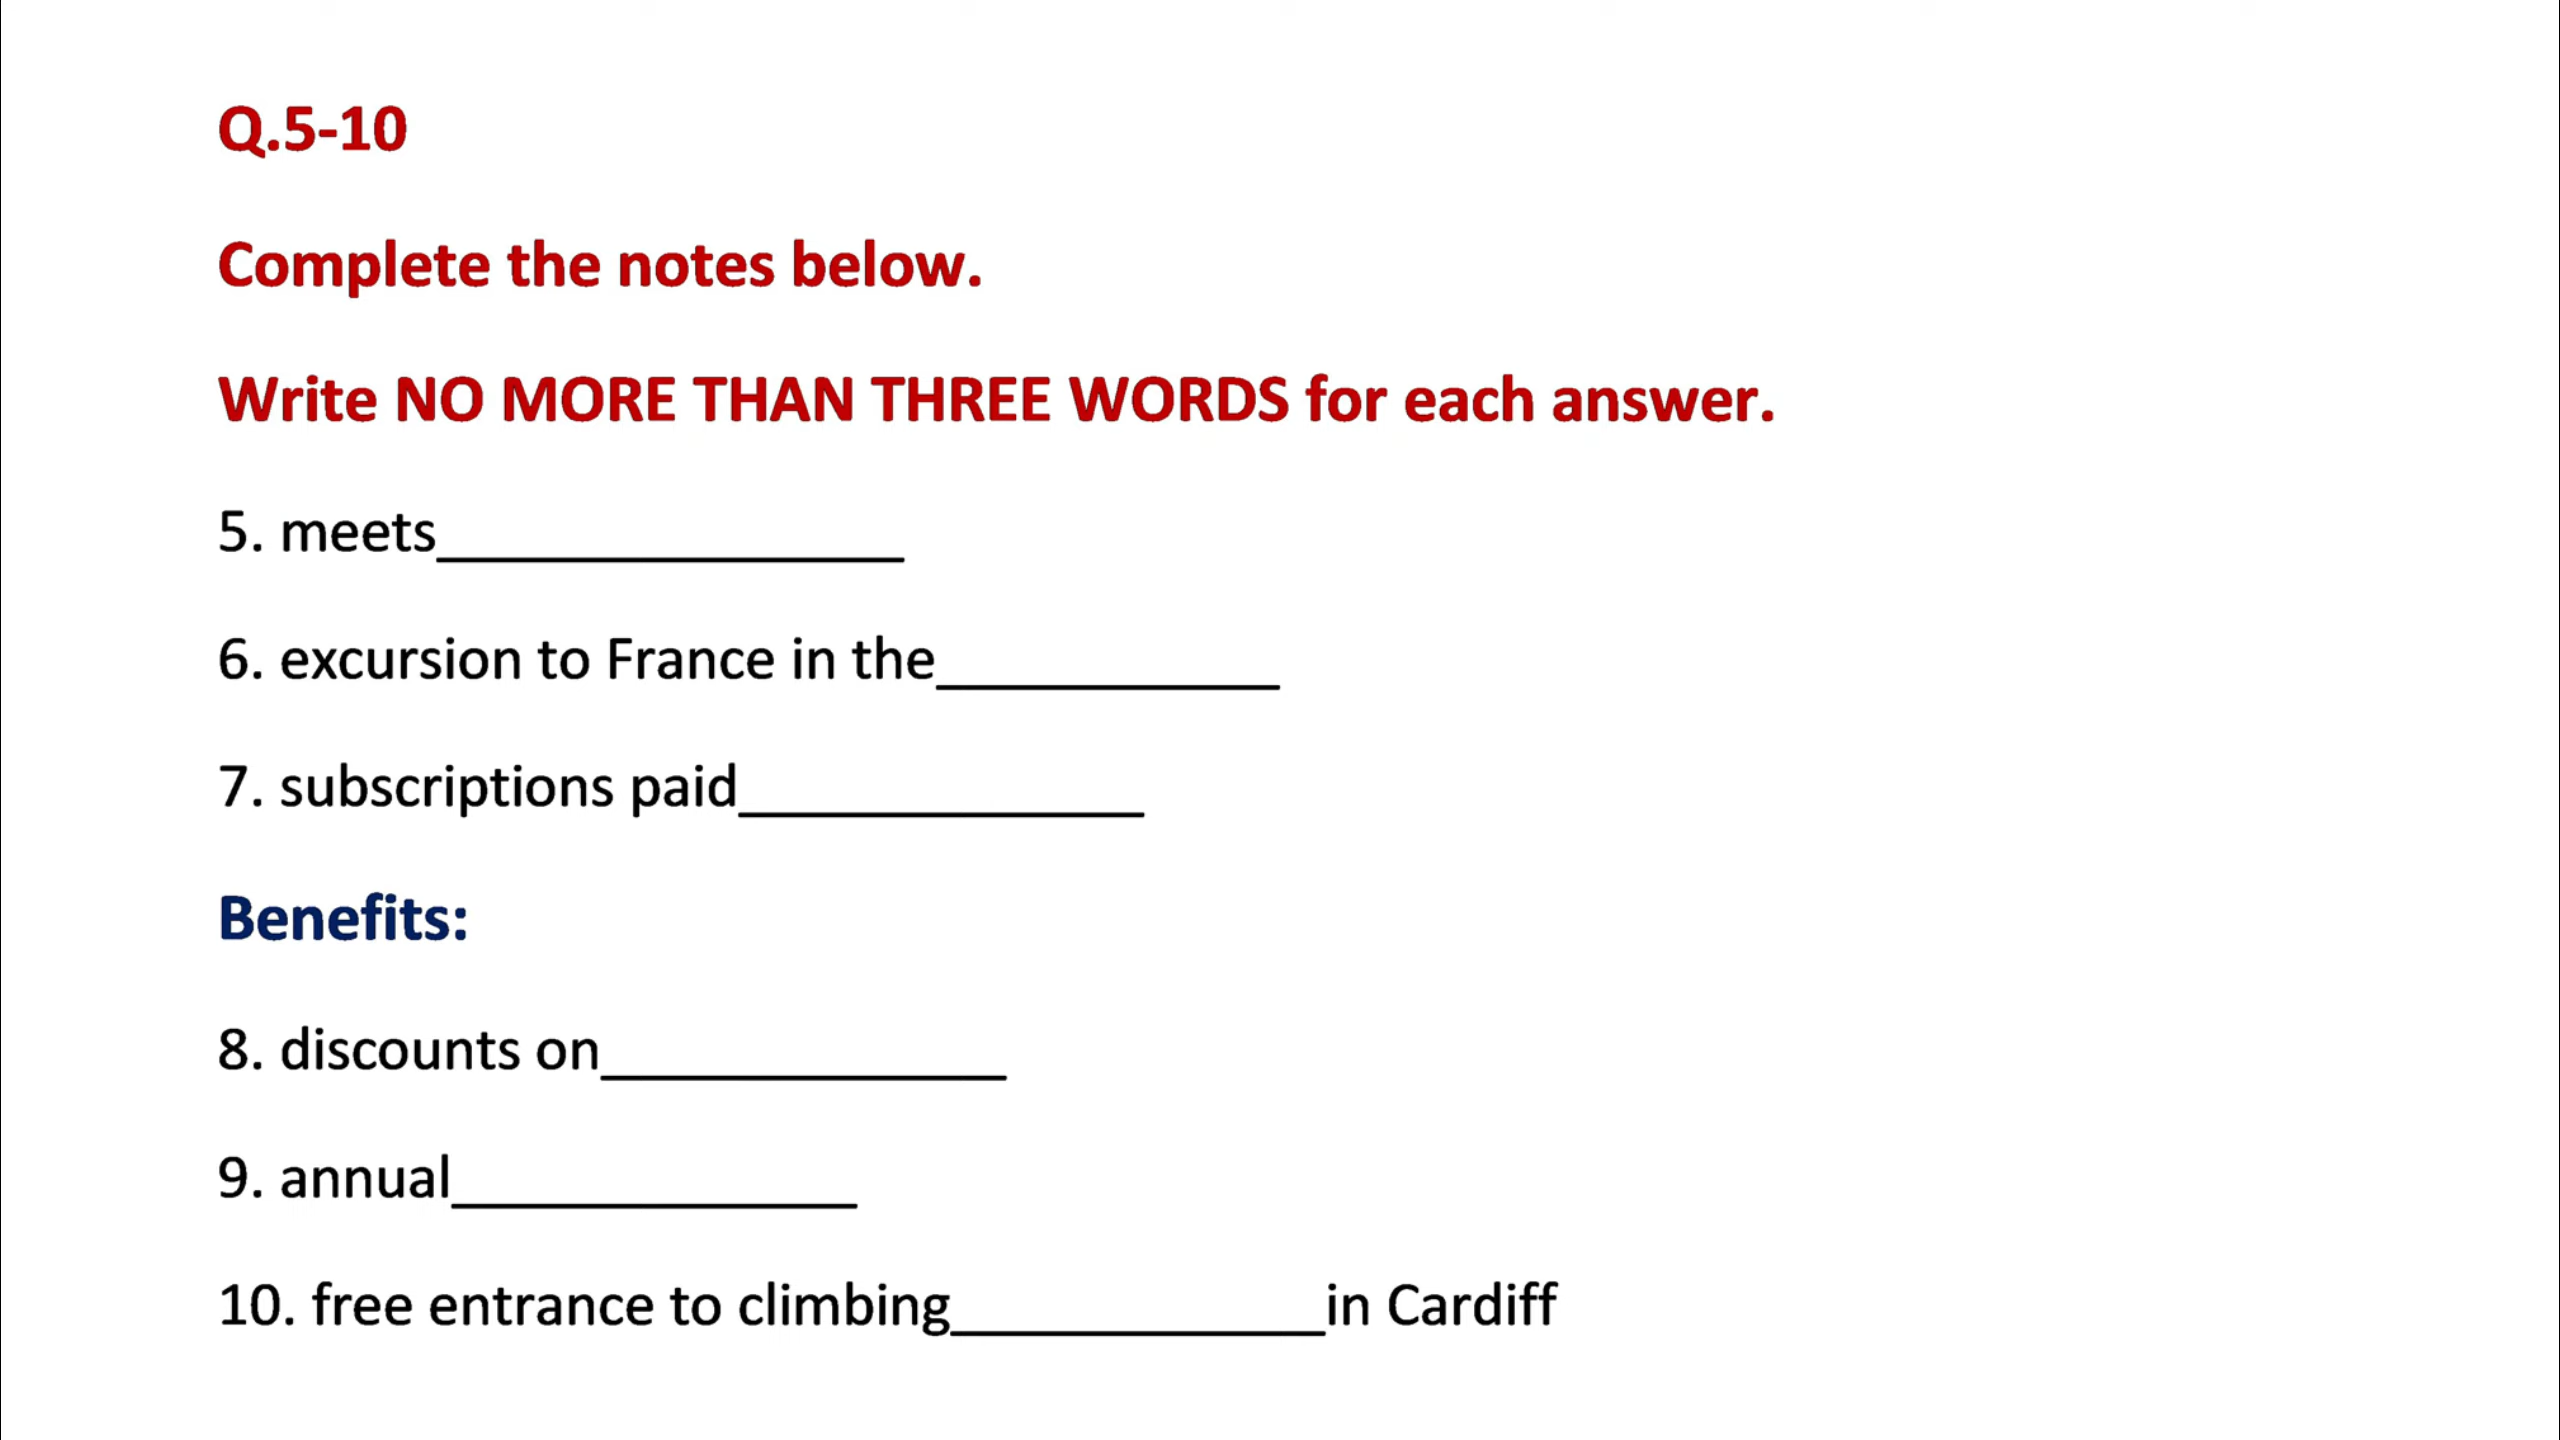 Q.5-10
Complete the notes below.
Write NO MORE THAN THREE WORDS for each answer.
5. meets_______________
6. excursion to France in the___________
7. subscriptions paid_____________
Benefits:
8. discounts on_____________
9. annual_____________
10. free entrance to climbing____________in Cardiff